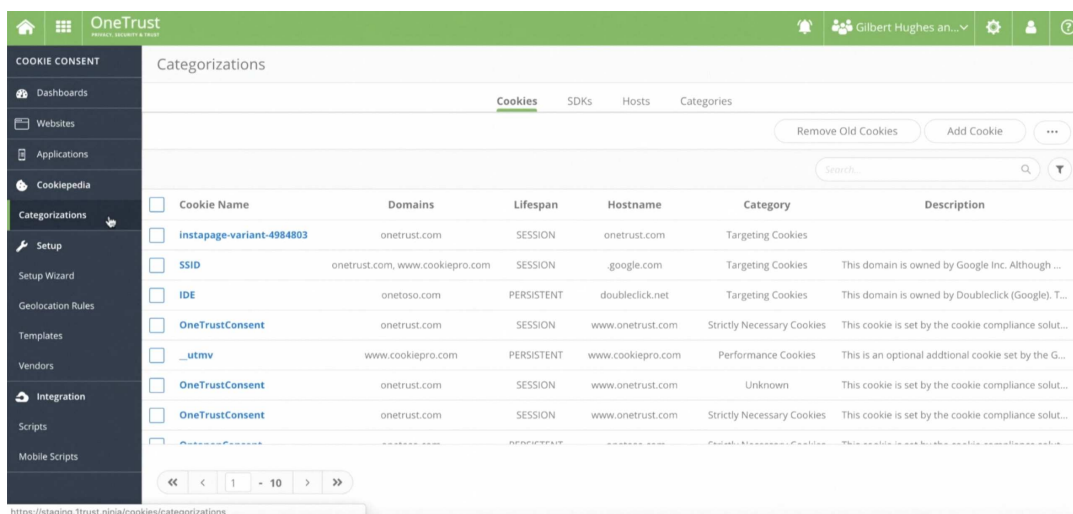 OneTrust
PRIVACY, SECURITY & TRUST
Gilbert Hughes an...
COOKIE CONSENT
Dashboards
Websites
Applications
Cookiepedia
Categorizations
Setup
Setup Wizard
Geolocation Rules
Templates
Vendors
Integration
Scripts
Mobile Scripts
Categorizations
Cookies SDKs Hosts Categories
Remove Old Cookies Add Cookie ...
Search...
Cookie Name Domains Lifespan Hostname Category Description
instapage-variant-4984803 onetrust.com SESSION onetrust.com Targeting Cookies
SSID onetrust.com, www.cookiepro.com SESSION .google.com Targeting Cookies This domain is owned by Google Inc. Although ...
IDE onetoso.com PERSISTENT doubleclick.net Targeting Cookies This domain is owned by Doubleclick (Google). T...
OneTrustConsent onetrust.com SESSION www.onetrust.com Strictly Necessary Cookies This cookie is set by the cookie compliance solut...
__utmv www.cookiepro.com PERSISTENT www.cookiepro.com Performance Cookies This is an optional addtional cookie set by the G...
OneTrustConsent onetrust.com SESSION www.onetrust.com Unknown This cookie is set by the cookie compliance solut...
OneTrustConsent onetrust.com SESSION www.onetrust.com Strictly Necessary Cookies This cookie is set by the cookie compliance solut...
1 - 10
https://staging.1trust.ninja/cookies/categorizations